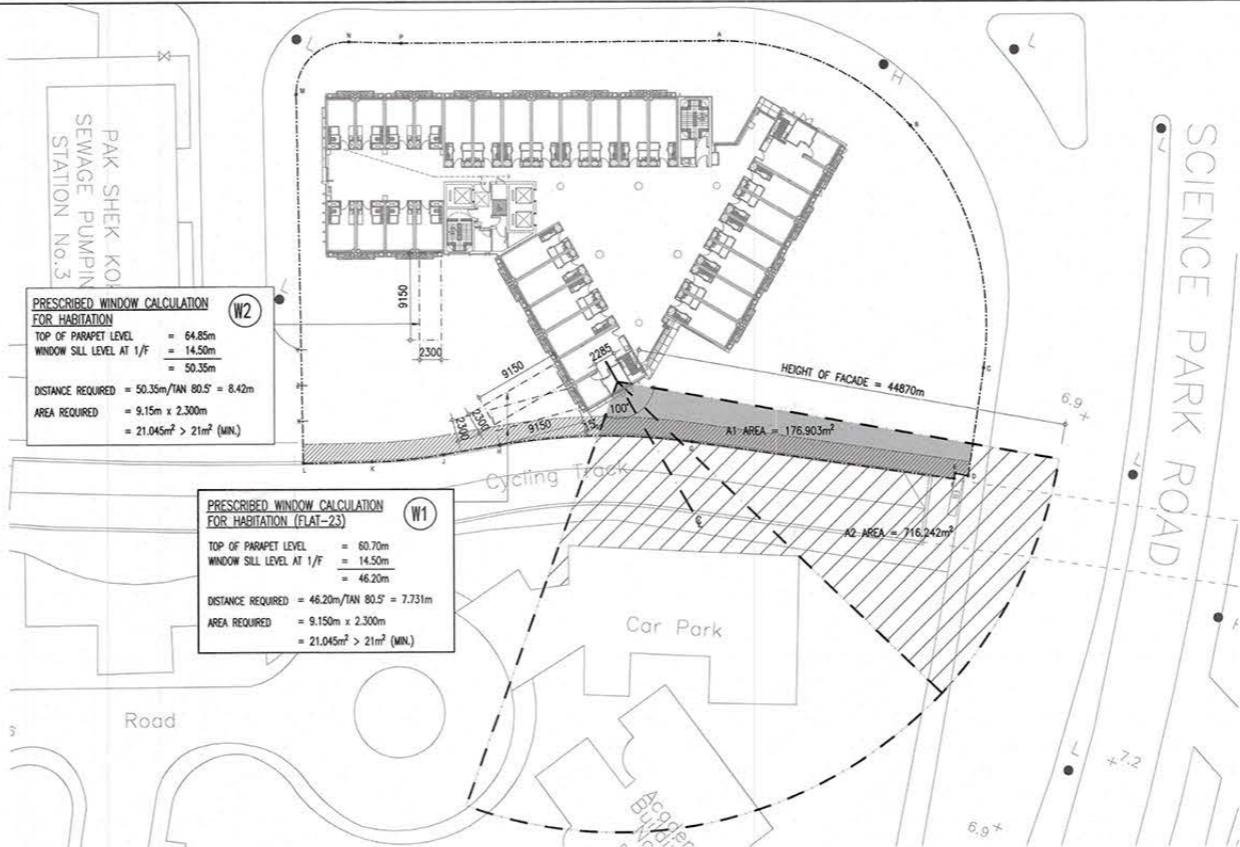 N
P
A
L
H
L
M
B
L
PAK SHEK KO
SEWAGE PUMPIN
STATION No.3
SCIENCE PARK ROAD
L
9150
2300
PRESCRIBED WINDOW CALCULATION
FOR HABITATION
W2
TOP OF PARAPET LEVEL = 64.85m
WINDOW SILL LEVEL AT 1/F = 14.50m
= 50.35m
DISTANCE REQUIRED = 50.35m/TAN 80.5° = 8.42m
AREA REQUIRED = 9.15m x 2.300m
= 21.045m² > 21m² (MIN.)
9150
2285
HEIGHT OF FACADE = 44870m
6.9
2300
2300
9150
15°
100°
A1 AREA = 176.903m²
L
K
J
Cycling Track
L
PRESCRIBED WINDOW CALCULATION
FOR HABITATION (FLAT-23)
W1
TOP OF PARAPET LEVEL = 60.70m
WINDOW SILL LEVEL AT 1/F = 14.50m
= 46.20m
DISTANCE REQUIRED = 46.20m/TAN 80.5° = 7.731m
AREA REQUIRED = 9.150m x 2.300m
= 21.045m² > 21m² (MIN.)
A2 AREA = 716.242m²
Car Park
Road
L
7.2
6.9